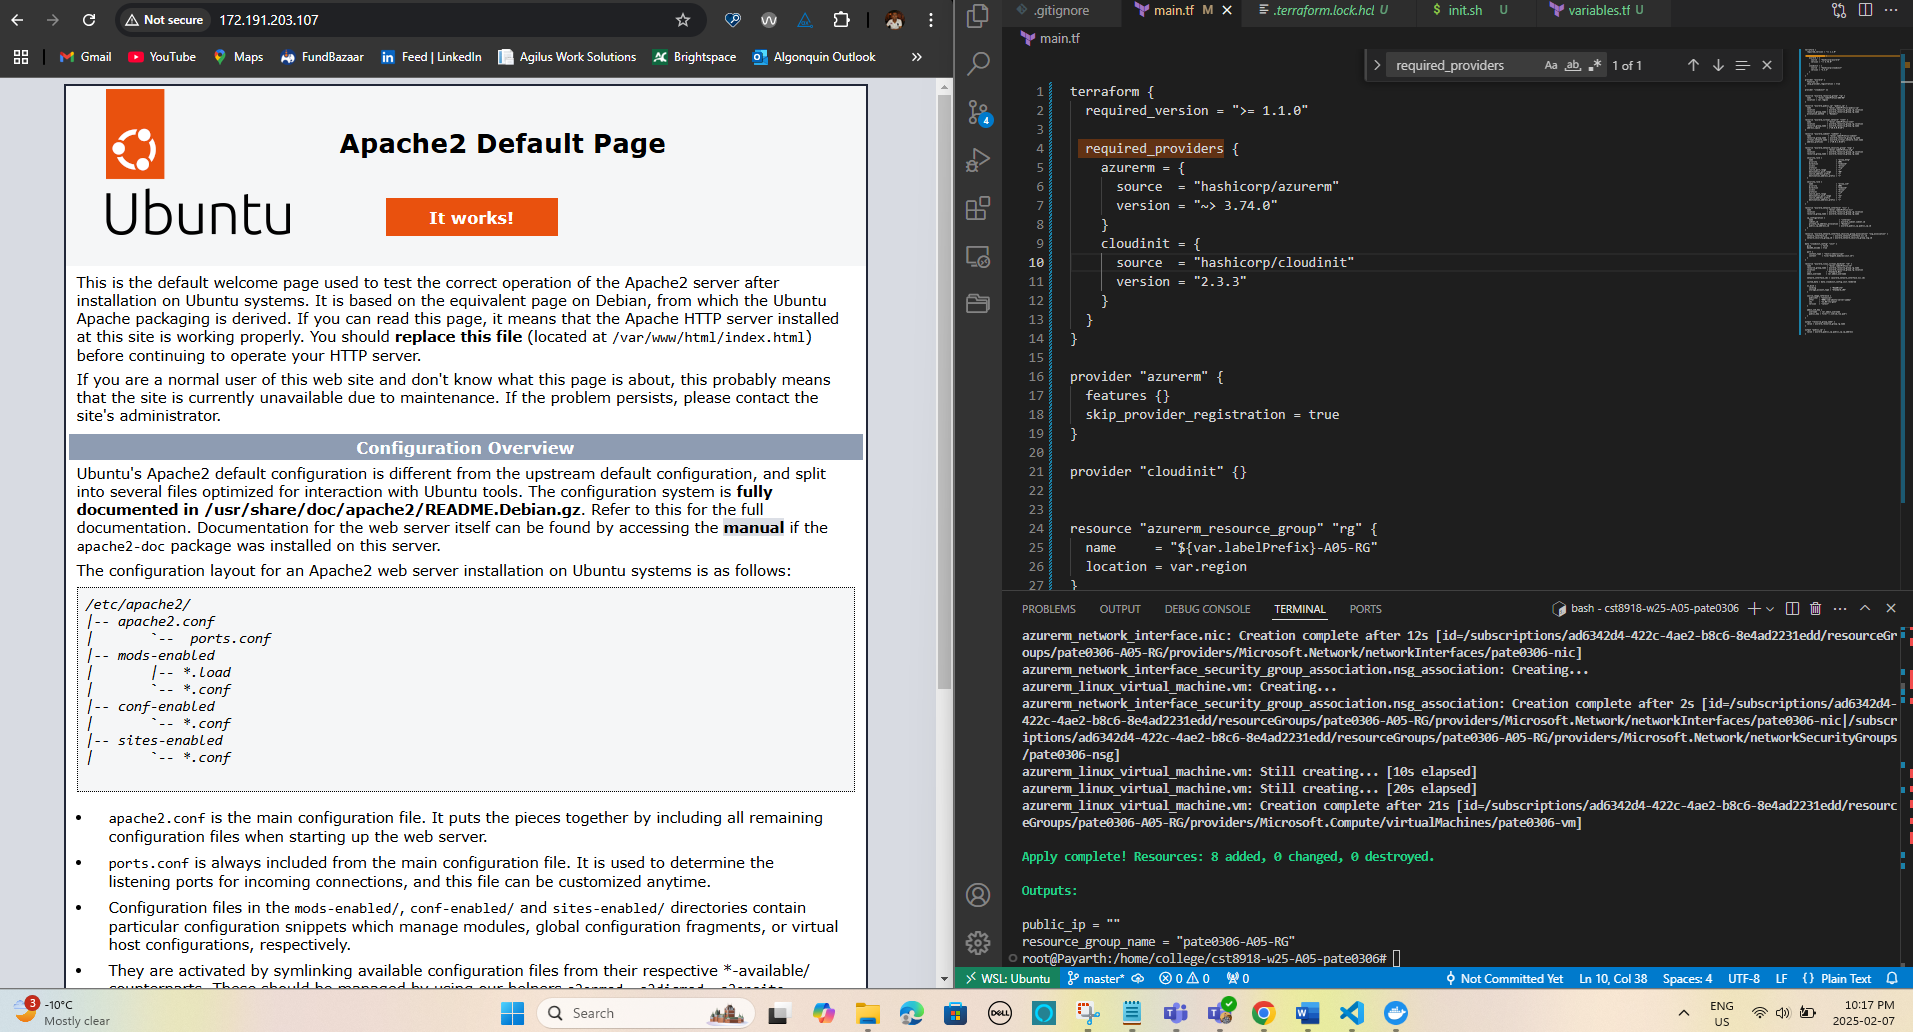 Not secure 172.191.203.107
Gmail YouTube Maps FundBazaar Feed | LinkedIn Agilus Work Solutions Brightspace Algonquin Outlook »
Ubuntu
Apache2 Default Page
It works!
This is the default welcome page used to test the correct operation of the Apache2 server after
installation on Ubuntu systems. It is based on the equivalent page on Debian, from which the Ubuntu
Apache packaging is derived. If you can read this page, it means that the Apache HTTP server installed
at this site is working properly. You should replace this file (located at /var/www/html/index.html)
before continuing to operate your HTTP server.
If you are a normal user of this web site and don't know what this page is about, this probably means
that the site is currently unavailable due to maintenance. If the problem persists, please contact the
site's administrator.
Configuration Overview
Ubuntu's Apache2 default configuration is different from the upstream default configuration, and split
into several files optimized for interaction with Ubuntu tools. The configuration system is fully
documented in /usr/share/doc/apache2/README.Debian.gz. Refer to this for the full
documentation. Documentation for the web server itself can be found by accessing the manual if the
apache2-doc package was installed on this server.
The configuration layout for an Apache2 web server installation on Ubuntu systems is as follows:
/etc/apache2/
|-- apache2.conf
|       `--  ports.conf
|-- mods-enabled
|       |-- *.load
|       `-- *.conf
|-- conf-enabled
|       `-- *.conf
|-- sites-enabled
|       `-- *.conf
• apache2.conf is the main configuration file. It puts the pieces together by including all remaining
configuration files when starting up the web server.
• ports.conf is always included from the main configuration file. It is used to determine the
listening ports for incoming connections, and this file can be customized anytime.
• Configuration files in the mods-enabled/, conf-enabled/ and sites-enabled/ directories contain
particular configuration snippets which manage modules, global configuration fragments, or virtual
host configurations, respectively.
• They are activated by symlinking available configuration files from their respective *-available/
.gitignore main.tf M .terraform.lock.hcl U $ init.sh U variables.tf U
main.tf
required_providers Aa ab 1 of 1
4
1 terraform {
2   required_version = ">= 1.1.0"
3
4   required_providers {
5     azurerm = {
6       source  = "hashicorp/azurerm"
7       version = "~> 3.74.0"
8     }
9     cloudinit = {
10       source  = "hashicorp/cloudinit"
11       version = "2.3.3"
12     }
13   }
14 }
15
16 provider "azurerm" {
17   features {}
18   skip_provider_registration = true
19 }
20
21 provider "cloudinit" {}
22
23
24 resource "azurerm_resource_group" "rg" {
25   name     = "${var.labelPrefix}-A05-RG"
26   location = var.region
27 }
PROBLEMS OUTPUT DEBUG CONSOLE TERMINAL PORTS bash - cst8918-w25-A05-pate0306
azurerm_network_interface.nic: Creation complete after 12s [id=/subscriptions/ad6342d4-422c-4ae2-b8c6-8e4ad2231edd/resourceGr
oups/pate0306-A05-RG/providers/Microsoft.Network/networkInterfaces/pate0306-nic]
azurerm_network_interface_security_group_association.nsg_association: Creating...
azurerm_linux_virtual_machine.vm: Creating...
azurerm_network_interface_security_group_association.nsg_association: Creation complete after 2s [id=/subscriptions/ad6342d4-
422c-4ae2-b8c6-8e4ad2231edd/resourceGroups/pate0306-A05-RG/providers/Microsoft.Network/networkInterfaces/pate0306-nic|/subscr
iptions/ad6342d4-422c-4ae2-b8c6-8e4ad2231edd/resourceGroups/pate0306-A05-RG/providers/Microsoft.Network/networkSecurityGroups
/pate0306-nsg]
azurerm_linux_virtual_machine.vm: Still creating... [10s elapsed]
azurerm_linux_virtual_machine.vm: Still creating... [20s elapsed]
azurerm_linux_virtual_machine.vm: Creation complete after 21s [id=/subscriptions/ad6342d4-422c-4ae2-b8c6-8e4ad2231edd/resourc
eGroups/pate0306-A05-RG/providers/Microsoft.Compute/virtualMachines/pate0306-vm]
Apply complete! Resources: 8 added, 0 changed, 0 destroyed.
Outputs:
public_ip = ""
resource_group_name = "pate0306-A05-RG"
root@Payarth:/home/college/cst8918-w25-A05-pate0306#
WSL: Ubuntu master* 0 0 0 Not Committed Yet Ln 10, Col 38 Spaces: 4 UTF-8 LF {} Plain Text
3 -10°C
Mostly clear
Search
DELL
ENG
US
10:17 PM
2025-02-07